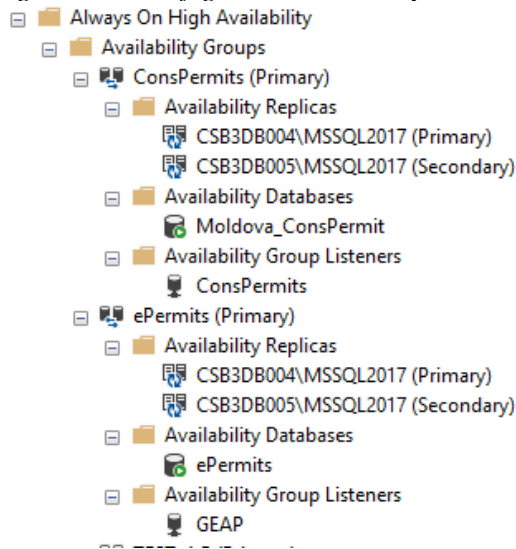 Always On High Availability
Availability Groups
ConsPermits (Primary)
Availability Replicas
CSB3DB004\MSSQL2017 (Primary)
CSB3DB005\MSSQL2017 (Secondary)
Availability Databases
Moldova_ConsPermit
Availability Group Listeners
ConsPermits
ePermits (Primary)
Availability Replicas
CSB3DB004\MSSQL2017 (Primary)
CSB3DB005\MSSQL2017 (Secondary)
Availability Databases
ePermits
Availability Group Listeners
GEAP